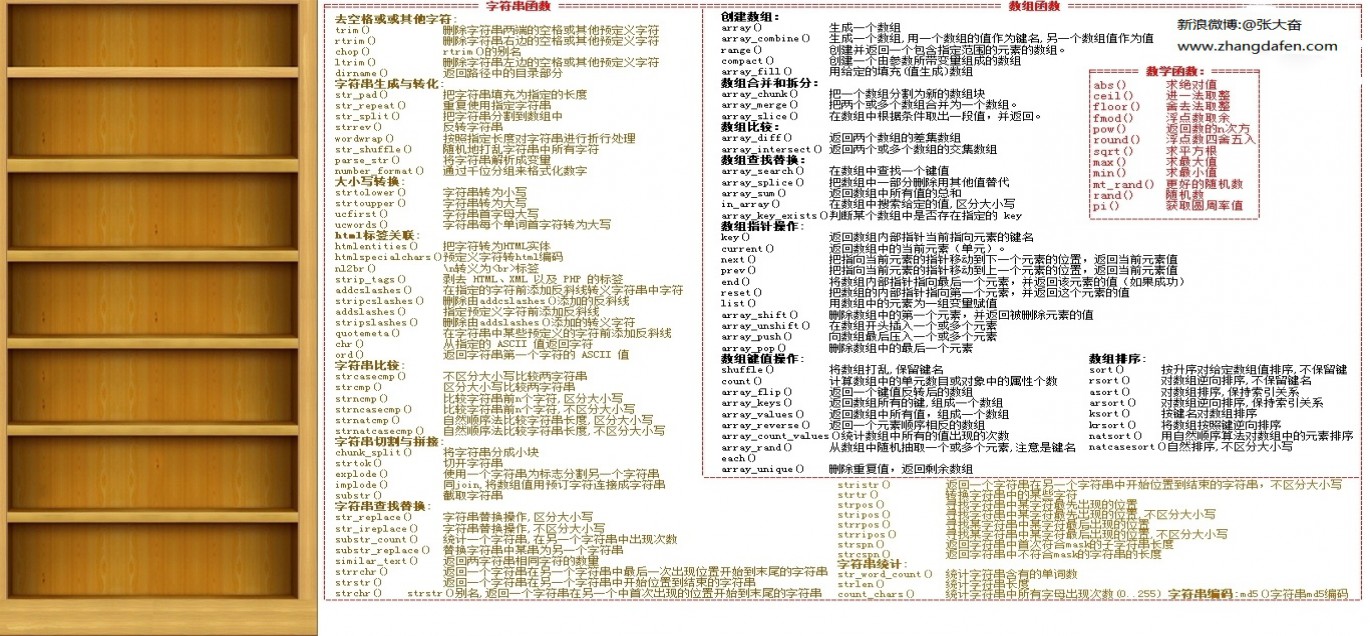 字符串函数
去空格或或其他字符:
trim() 删除字符串两端的空格或其他预定义字符
rtrim() 删除字符串右边的空格或其他预定义字符
chop() rtrim()的别名
ltrim() 删除字符串左边的空格或其他预定义字符
dirname() 返回路径中的目录部分
字符串生成与转化:
str_pad() 把字符串填充为指定的长度
str_repeat() 重复使用指定字符串
str_split() 把字符串分割到数组中
strrev() 反转字符串
wordwrap() 按照指定长度对字符串进行折行处理
str_shuffle() 随机地打乱字符串中所有字符
parse_str() 将字符串解析成变量
number_format() 通过千位分组来格式化数字
大小写转换:
strtolower() 字符串转为小写
strtoupper() 字符串转为大写
ucfirst() 字符串首字母大写
ucwords() 字符串每个单词首字符转为大写
html标签关联:
htmlentities() 把字符转为HTML实体
htmlspecialchars()预定义字符转html编码
nl2br() \n转义为<br>标签
strip_tags() 剥去 HTML、XML 以及 PHP 的标签
addcslashes() 在指定的字符前添加反斜线转义字符串中字符
stripcslashes() 删除由addcslashes()添加的反斜线
addslashes() 指定预定义字符前添加反斜线
stripslashes() 删除由addslashes()添加的转义字符
quotemeta() 在字符串中某些预定义的字符前添加反斜线
chr() 从指定的 ASCII 值返回字符
ord() 返回字符串第一个字符的 ASCII 值
字符串比较:
strcasecmp() 不区分大小写比较两字符串
strcmp() 区分大小写比较两字符串
strncmp() 比较字符串前n个字符,区分大小写
strncasecmp() 比较字符串前n个字符,不区分大小写
strnatcmp() 自然顺序法比较字符串长度,区分大小写
strnatcasecmp() 自然顺序法比较字符串长度,不区分大小写
字符串切割与拼接:
chunk_split() 将字符串分成小块
strtok() 切开字符串
explode() 使用一个字符串为标志分割另一个字符串
implode() 同join,将数组值用预订字符连接成字符串
substr() 截取字符串
字符串查找替换:
str_replace() 字符串替换操作,区分大小写
str_ireplace() 字符串替换操作,不区分大小写
substr_count() 统计一个字符串,在另一个字符串中出现次数
substr_replace() 替换字符串中某串为另一个字符串
similar_text() 返回两字符串相同字符的数量
strrchr() 返回一个字符串在另一个字符串中最后一次出现位置开始到末尾的字符串
strstr() 返回一个字符串在另一个字符串中开始位置到结束的字符串
strchr() strstr()别名,返回一个字符串在另一个中首次出现的位置开始到末尾的字符串
stristr() 返回一个字符串在另一个字符串中开始位置到结束的字符串，不区分大小写
strtr() 转换字符串中的某些字符
strpos() 寻找字符串中某字符最先出现的位置
stripos() 寻找字符串中某字符最先出现的位置,不区分大小写
strrpos() 寻找某字符串中某字符最后出现的位置
strripos() 寻找某字符串中某字符最后出现的位置,不区分大小写
strspn() 返回字符串中首次符合mask的子字符串长度
strcspn() 返回字符串中不符合mask的字符串的长度
字符串统计:
str_word_count() 统计字符串含有的单词数
strlen() 统计字符串长度
count_chars() 统计字符串中所有字母出现次数(0..255) 字符串编码:md5()字符串md5编码
数组函数
创建数组:
array() 生成一个数组
array_combine() 生成一个数组,用一个数组的值作为键名,另一个数组值作为值
range() 创建并返回一个包含指定范围的元素的数组。
compact() 创建一个由参数所带变量组成的数组
array_fill() 用给定的填充(值生成)数组
数组合并和拆分:
array_chunk() 把一个数组分割为新的数组块
array_merge() 把两个或多个数组合并为一个数组。
array_slice() 在数组中根据条件取出一段值，并返回。
数组比较:
array_diff() 返回两个数组的差集数组
array_intersect() 返回两个或多个数组的交集数组
数组查找替换:
array_search() 在数组中查找一个键值
array_splice() 把数组中一部分删除用其他值替代
array_sum() 返回数组中所有值的总和
in_array() 在数组中搜索给定的值,区分大小写
array_key_exists()判断某个数组中是否存在指定的 key
数组指针操作:
key() 返回数组内部指针当前指向元素的键名
current() 返回数组中的当前元素（单元）。
next() 把指向当前元素的指针移动到下一个元素的位置，返回当前元素值
prev() 把指向当前元素的指针移动到上一个元素的位置，返回当前元素值
end() 将数组内部指针指向最后一个元素，并返回该元素的值（如果成功）
reset() 把数组的内部指针指向第一个元素，并返回这个元素的值
list() 用数组中的元素为一组变量赋值
array_shift() 删除数组中的第一个元素，并返回被删除元素的值
array_unshift() 在数组开头插入一个或多个元素
array_push() 向数组最后压入一个或多个元素
array_pop() 删除数组中的最后一个元素
数组键值操作:
shuffle() 将数组打乱,保留键名
count() 计算数组中的单元数目或对象中的属性个数
array_flip() 返回一个键值反转后的数组
array_keys() 返回数组所有的键,组成一个数组
array_values() 返回数组中所有值，组成一个数组
array_reverse() 返回一个元素顺序相反的数组
array_count_values()统计数组中所有的值出现的次数
array_rand() 从数组中随机抽取一个或多个元素,注意是键名
each()
array_unique() 删除重复值，返回剩余数组
数组排序:
sort() 按升序对给定数组值排序,不保留键
rsort() 对数组逆向排序,不保留键名
asort() 对数组排序,保持索引关系
arsort() 对数组逆向排序,保持索引关系
ksort() 按键名对数组排序
krsort() 将数组按照键逆向排序
natsort() 用自然顺序算法对数组中的元素排序
natcasesort()自然排序,不区分大小写
新浪微博:@张大奋
www.zhangdafen.com
数学函数:
abs() 求绝对值
ceil() 进一法取整
floor() 舍去法取整
fmod() 浮点数取余
pow() 返回数的n次方
round() 浮点数四舍五入
sqrt() 求平方根
max() 求最大值
min() 求最小值
mt_rand() 更好的随机数
rand() 随机数
pi() 获取圆周率值